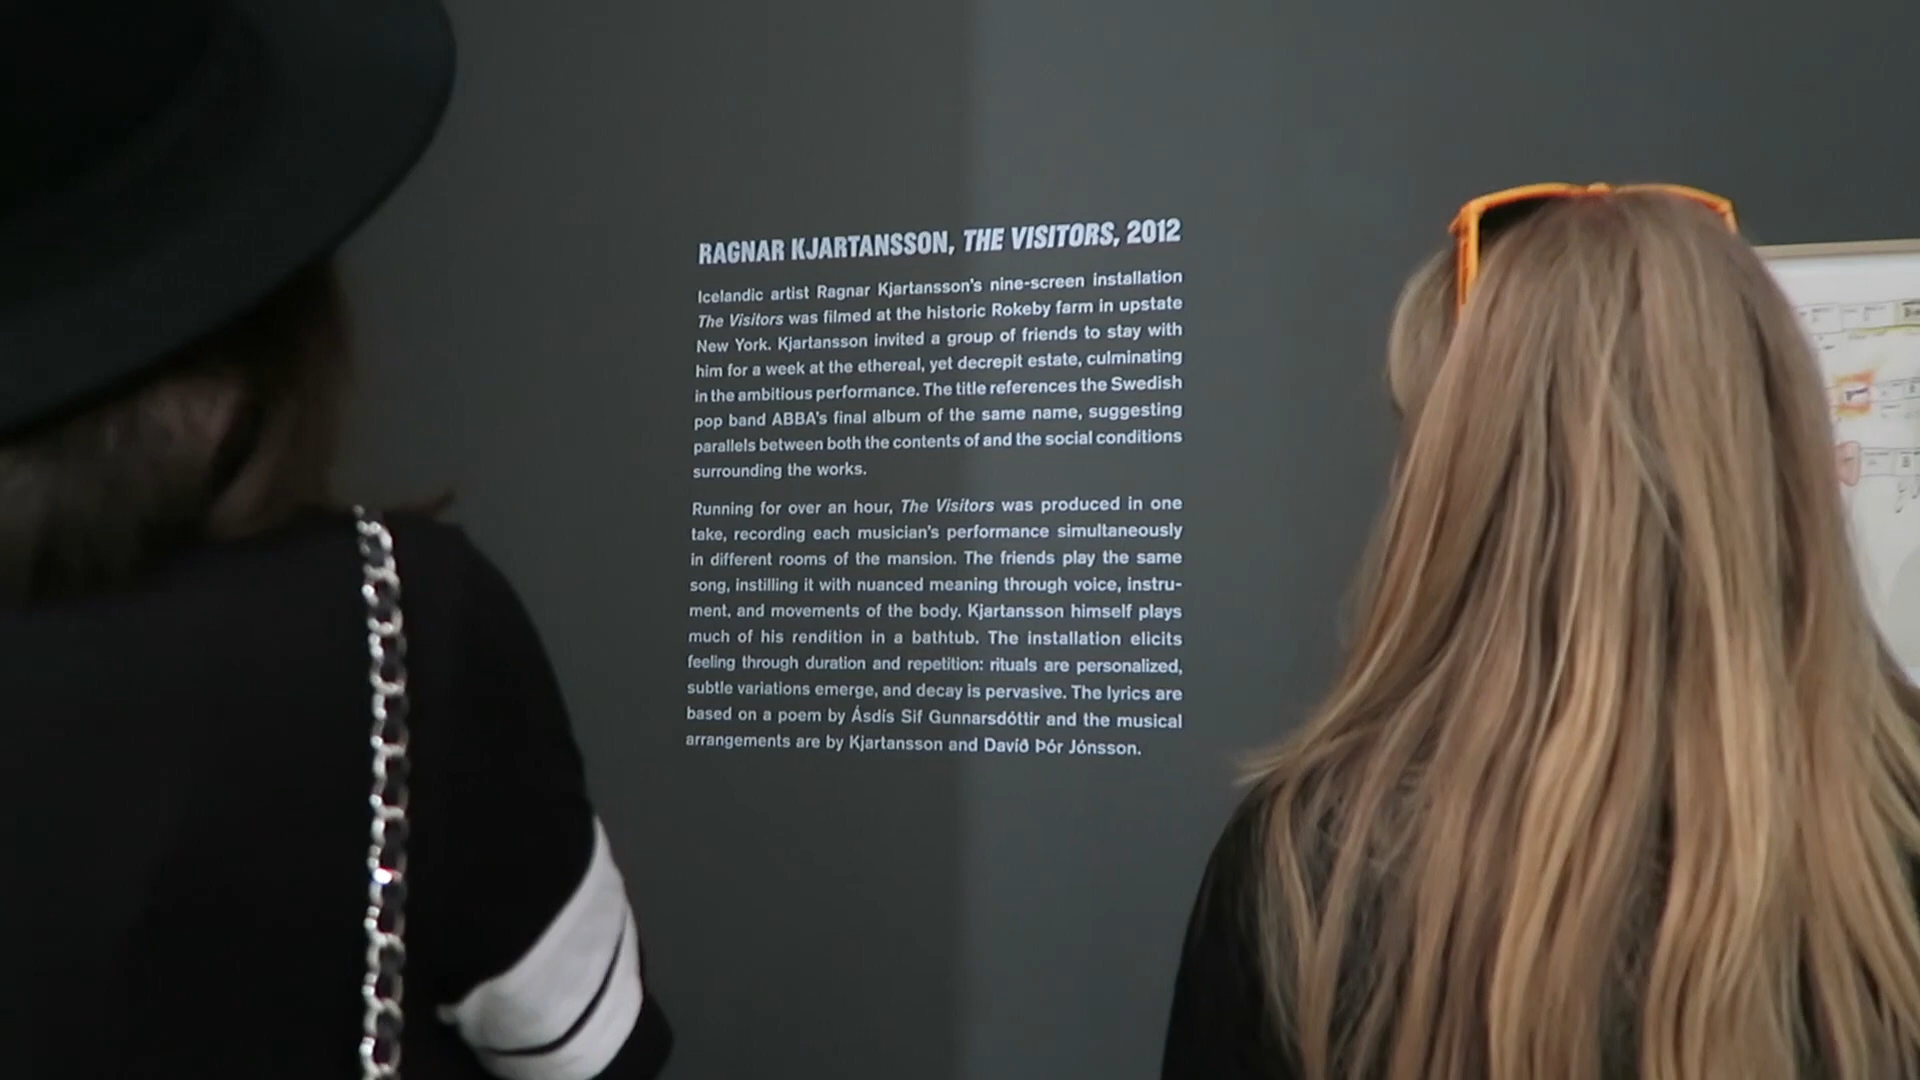 RAGNAR KJARTANSSON, THE VISITORS, 2012
Icelandic artist Ragnar Kjartansson's nine-screen installation
The Visitors was filmed at the historic Rokeby farm in upstate
New York. Kjartansson invited a group of friends to stay with
him for a week at the ethereal, yet decrepit estate, culminating
in the ambitious performance. The title references the Swedish
pop band ABBA's final album of the same name, suggesting
parallels between both the contents of and the social conditions
surrounding the works.
Running for over an hour, The Visitors was produced in one
take, recording each musician's performance simultaneously
in different rooms of the mansion. The friends play the same
song, instilling it with nuanced meaning through voice, instru-
ment, and movements of the body. Kjartansson himself plays
much of his rendition in a bathtub. The installation elicits
feeling through duration and repetition: rituals are personalized,
subtle variations emerge, and decay is pervasive. The lyrics are
based on a poem by Ásdís Sif Gunnarsdóttir and the musical
arrangements are by Kjartansson and Davíð Þór Jónsson.